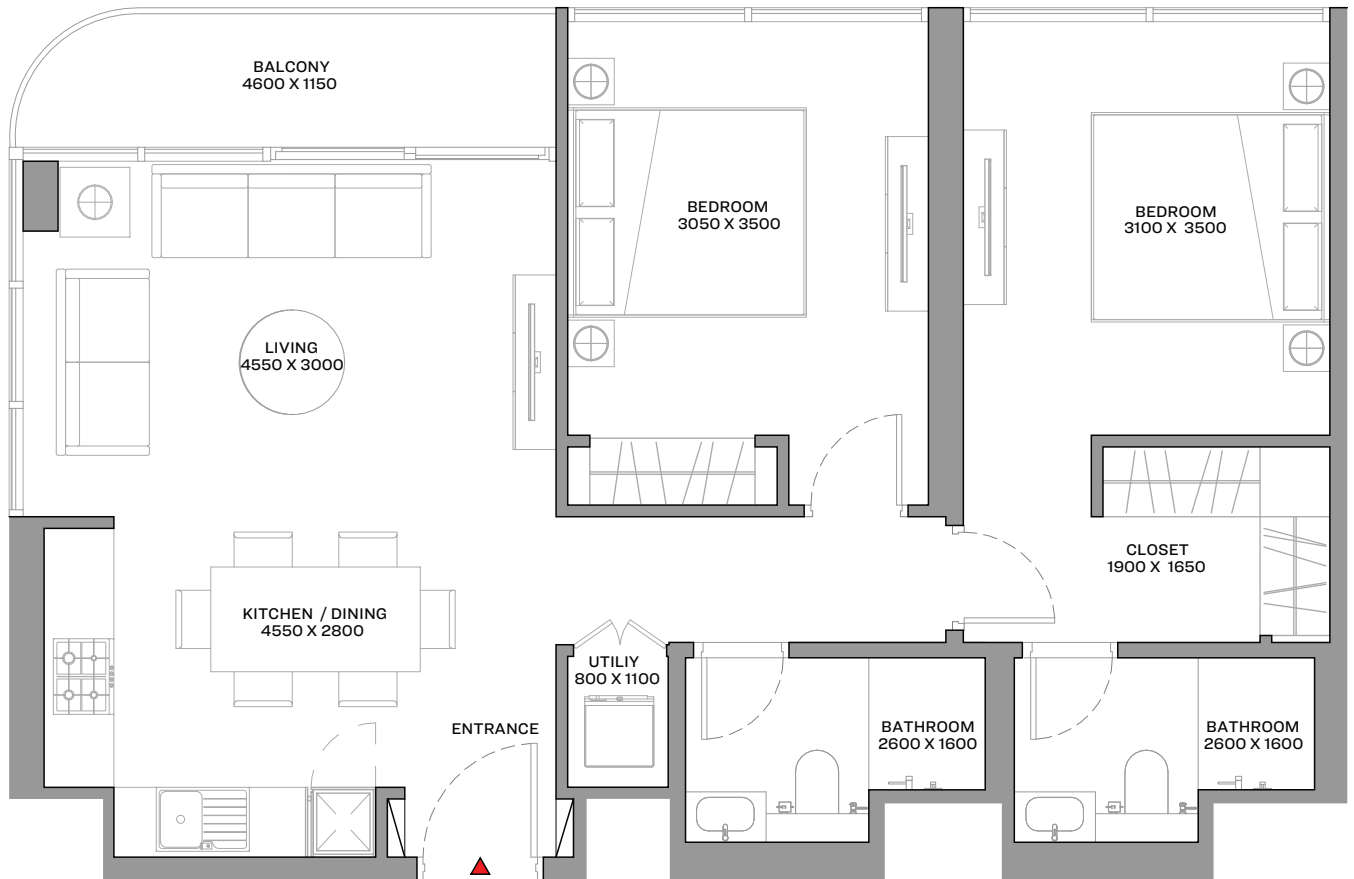 BALCONY
4600 X 1150
BEDROOM
3050 X 3500
BEDROOM
3100 X 3500
LIVING
4550 X 3000
CLOSET
1900 X 1650
KITCHEN / DINING
4550 X 2800
UTILIY
800 X 1100
ENTRANCE
BATHROOM
2600 X 1600
BATHROOM
2600 X 1600